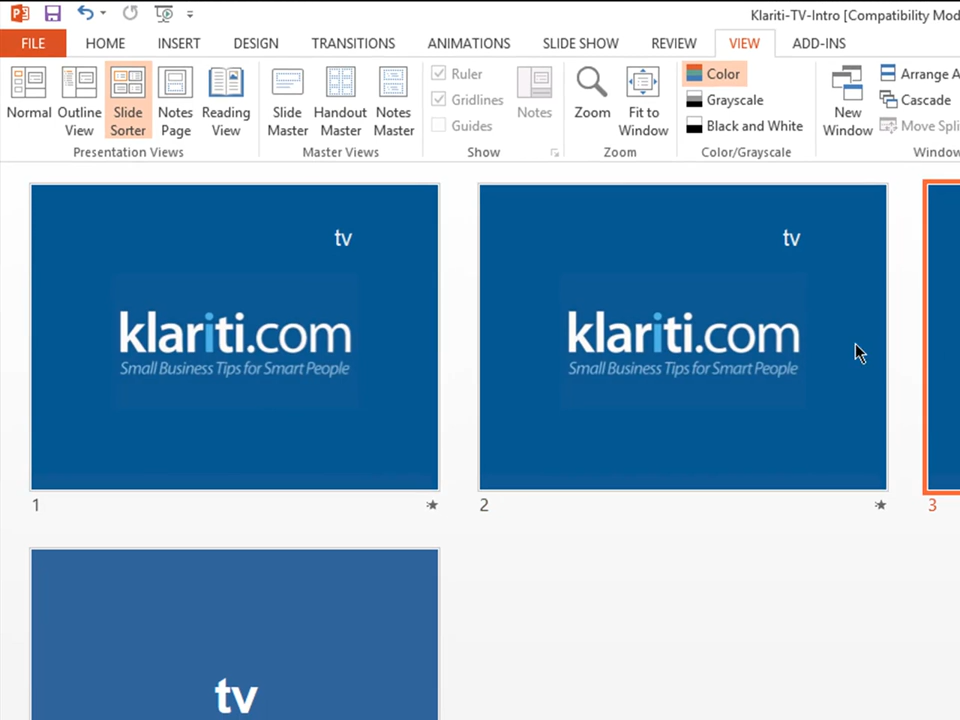 Klariti-TV-Intro [Compatibility Mod
FILE HOME INSERT DESIGN TRANSITIONS ANIMATIONS SLIDE SHOW REVIEW VIEW ADD-INS
Normal
Outline View
Slide Sorter
Notes Page
Reading View
Presentation Views
Slide Master
Handout Master
Notes Master
Master Views
Ruler
Gridlines
Guides
Notes
Show
Zoom
Fit to Window
Zoom
Color
Grayscale
Black and White
Color/Grayscale
New Window
Arrange A
Cascade
Move Spli
Window
tv
klariti.com
Small Business Tips for Smart People
1
tv
klariti.com
Small Business Tips for Smart People
2
3
tv